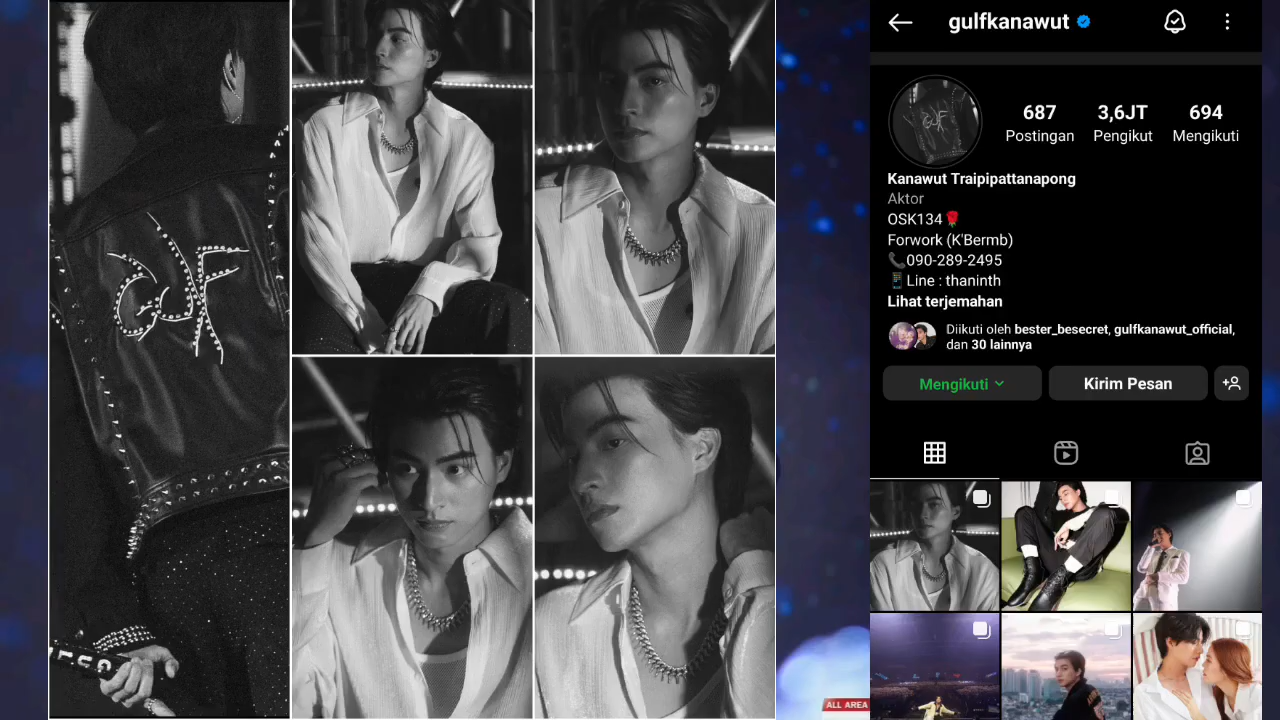 GUF
gulfkanawut
687
3,6JT
694
Postingan
Pengikut
Mengikuti
Kanawut Traipipattanapong
Aktor
OSK134🌹
Forwork (K'Bermb)
📞090-289-2495
📱Line : thaninth
Lihat terjemahan
Diikuti oleh bester_besecret, gulfkanawut_official,
dan 30 lainnya
Mengikuti
Kirim Pesan
ALL AREA